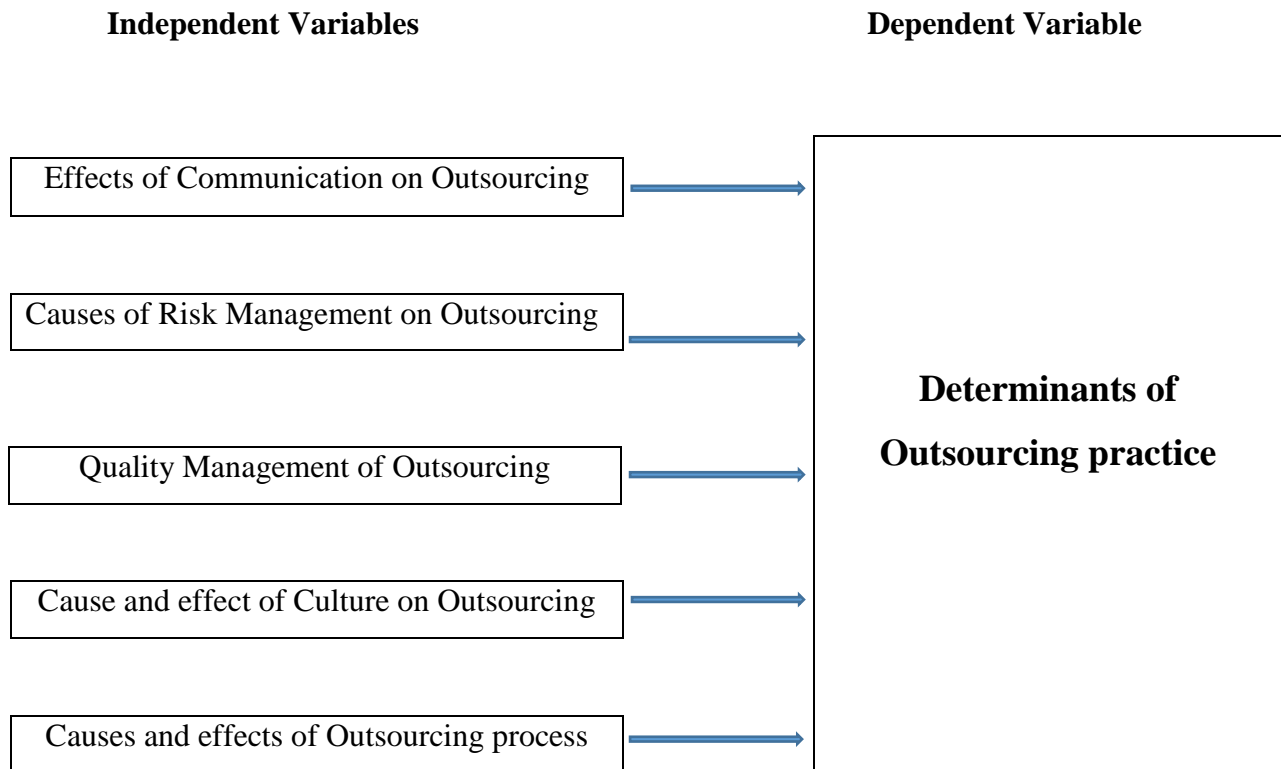 Independent Variables
Dependent Variable
Effects of Communication on Outsourcing
Causes of Risk Management on Outsourcing
Quality Management of Outsourcing
Cause and effect of Culture on Outsourcing
Causes and effects of Outsourcing process
Determinants of
Outsourcing practice